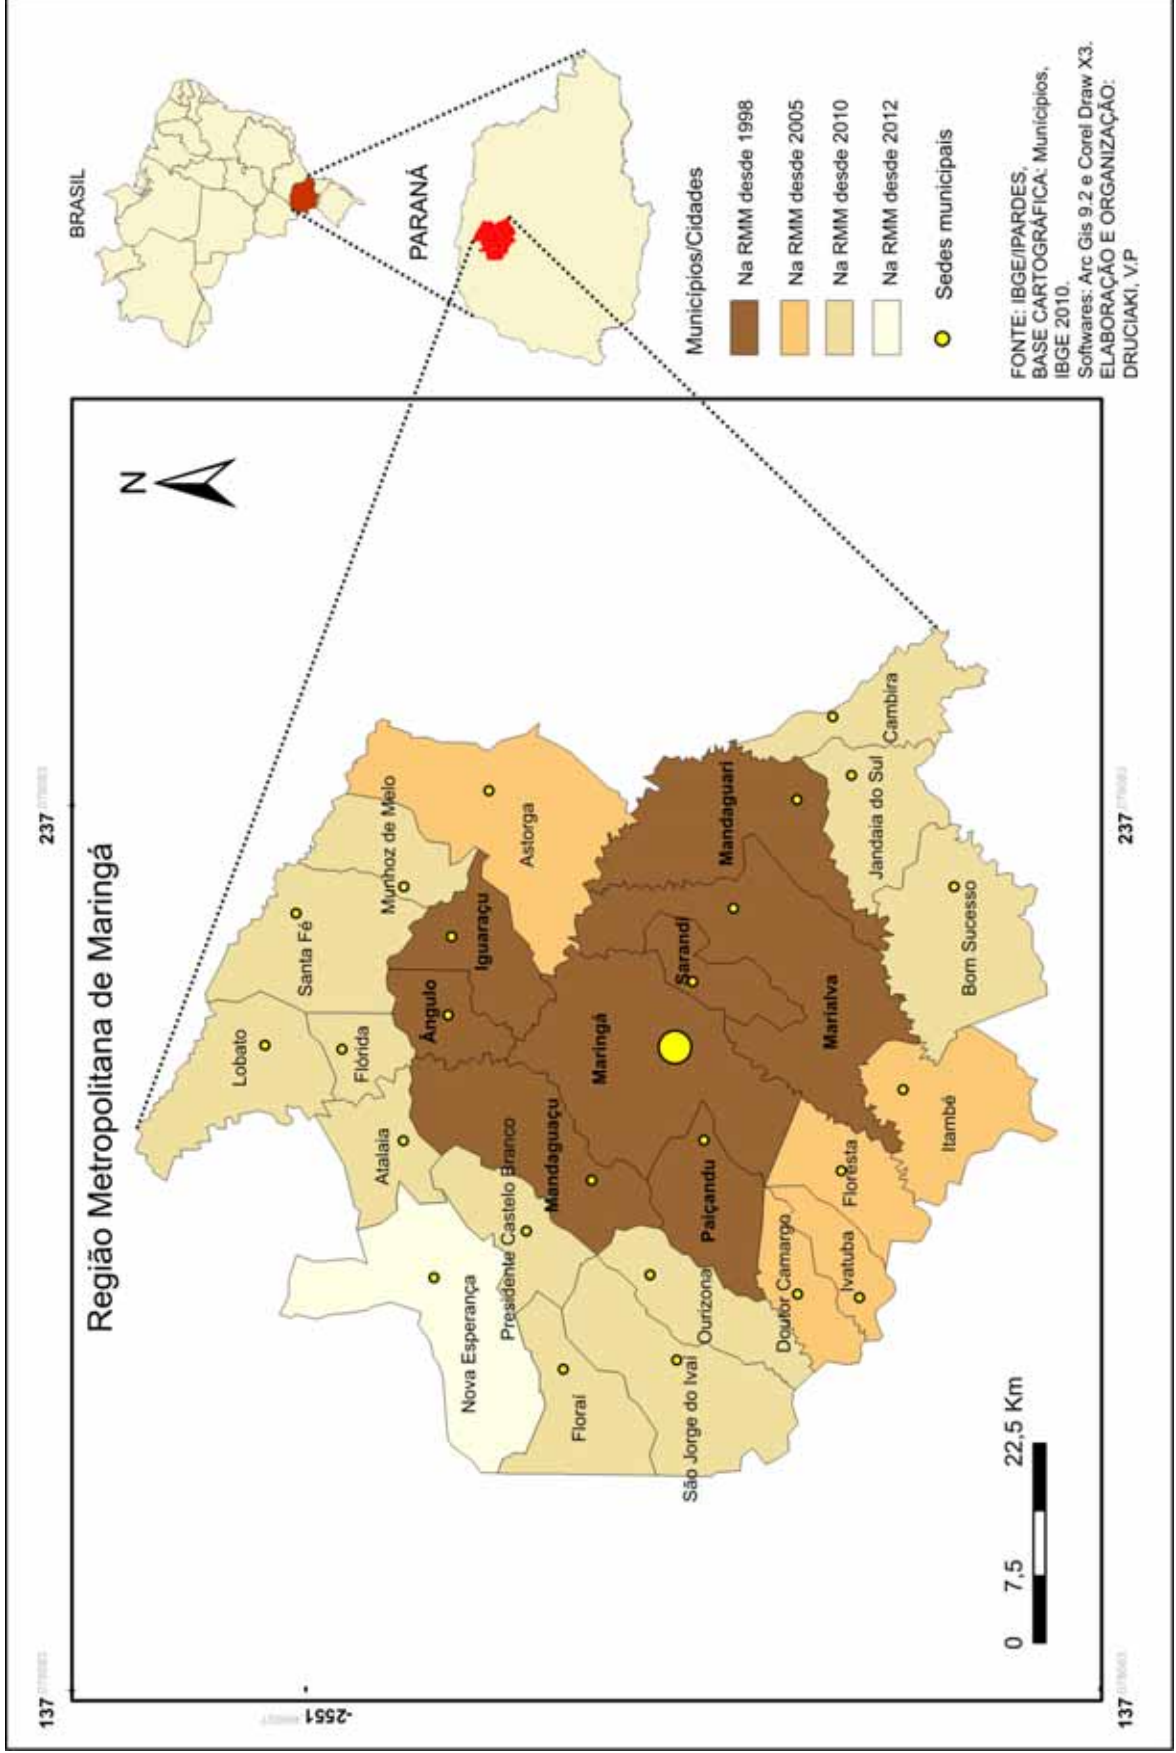 Região Metropolitana de Maringá
137
237
-2551
N
Lobato
Santa Fé
Flórida
Munhoz de Melo
Atalaia
Ângulo
Iguaraçu
Astorga
Nova Esperança
Presidente Castelo Branco
Mandaguaçu
Maringá
Sarandi
Mandaguari
Floraí
Ourizona
Paiçandu
Marialva
São Jorge do Ivaí
Doutor Camargo
Ivatuba
Floresta
Itambé
Bom Sucesso
Jandaia do Sul
Cambira
0 7,5 22,5 Km
137
237
BRASIL
PARANÁ
Municípios/Cidades
Na RMM desde 1998
Na RMM desde 2005
Na RMM desde 2010
Na RMM desde 2012
Sedes municipais
FONTE: IBGE/IPARDES,
BASE CARTOGRÁFICA: Municípios,
IBGE 2010.
Softwares: Arc Gis 9.2 e Corel Draw X3.
ELABORAÇÃO E ORGANIZAÇÃO:
DRUCIAKI, V.P